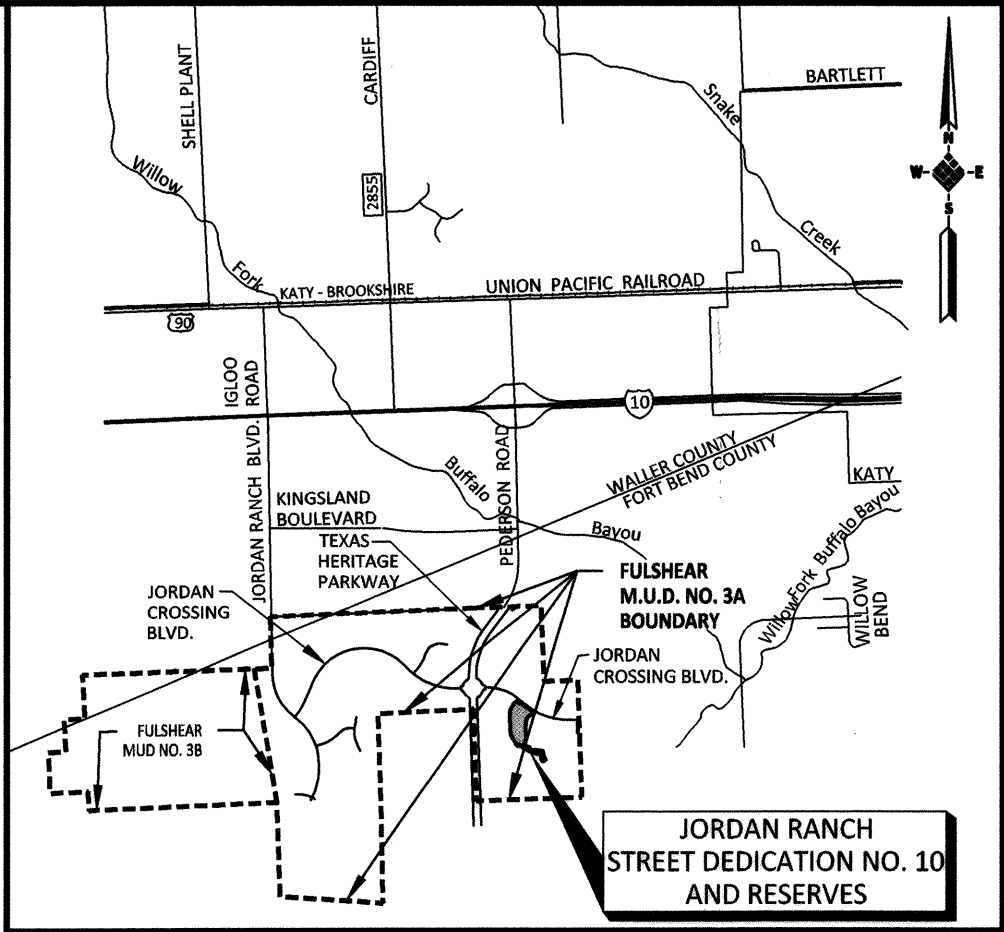 SHELL PLANT
CARDIFF
BARTLETT
Snake
Creek
Willow
Fork
2855
N
W
E
S
KATY - BROOKSHIRE
UNION PACIFIC RAILROAD
90
IGLOO
ROAD
10
JORDAN RANCH BLVD.
PEDERSON ROAD
WALLER COUNTY
FORT BEND COUNTY
KATY
Buffalo
Bayou
KINGSLAND
BOULEVARD
TEXAS
HERITAGE
PARKWAY
Willow Fork Buffalo Bayou
WILLOW
BEND
JORDAN
CROSSING
BLVD.
FULSHEAR
M.U.D. NO. 3A
BOUNDARY
JORDAN
CROSSING BLVD.
FULSHEAR
MUD NO. 3B
JORDAN RANCH
STREET DEDICATION NO. 10
AND RESERVES